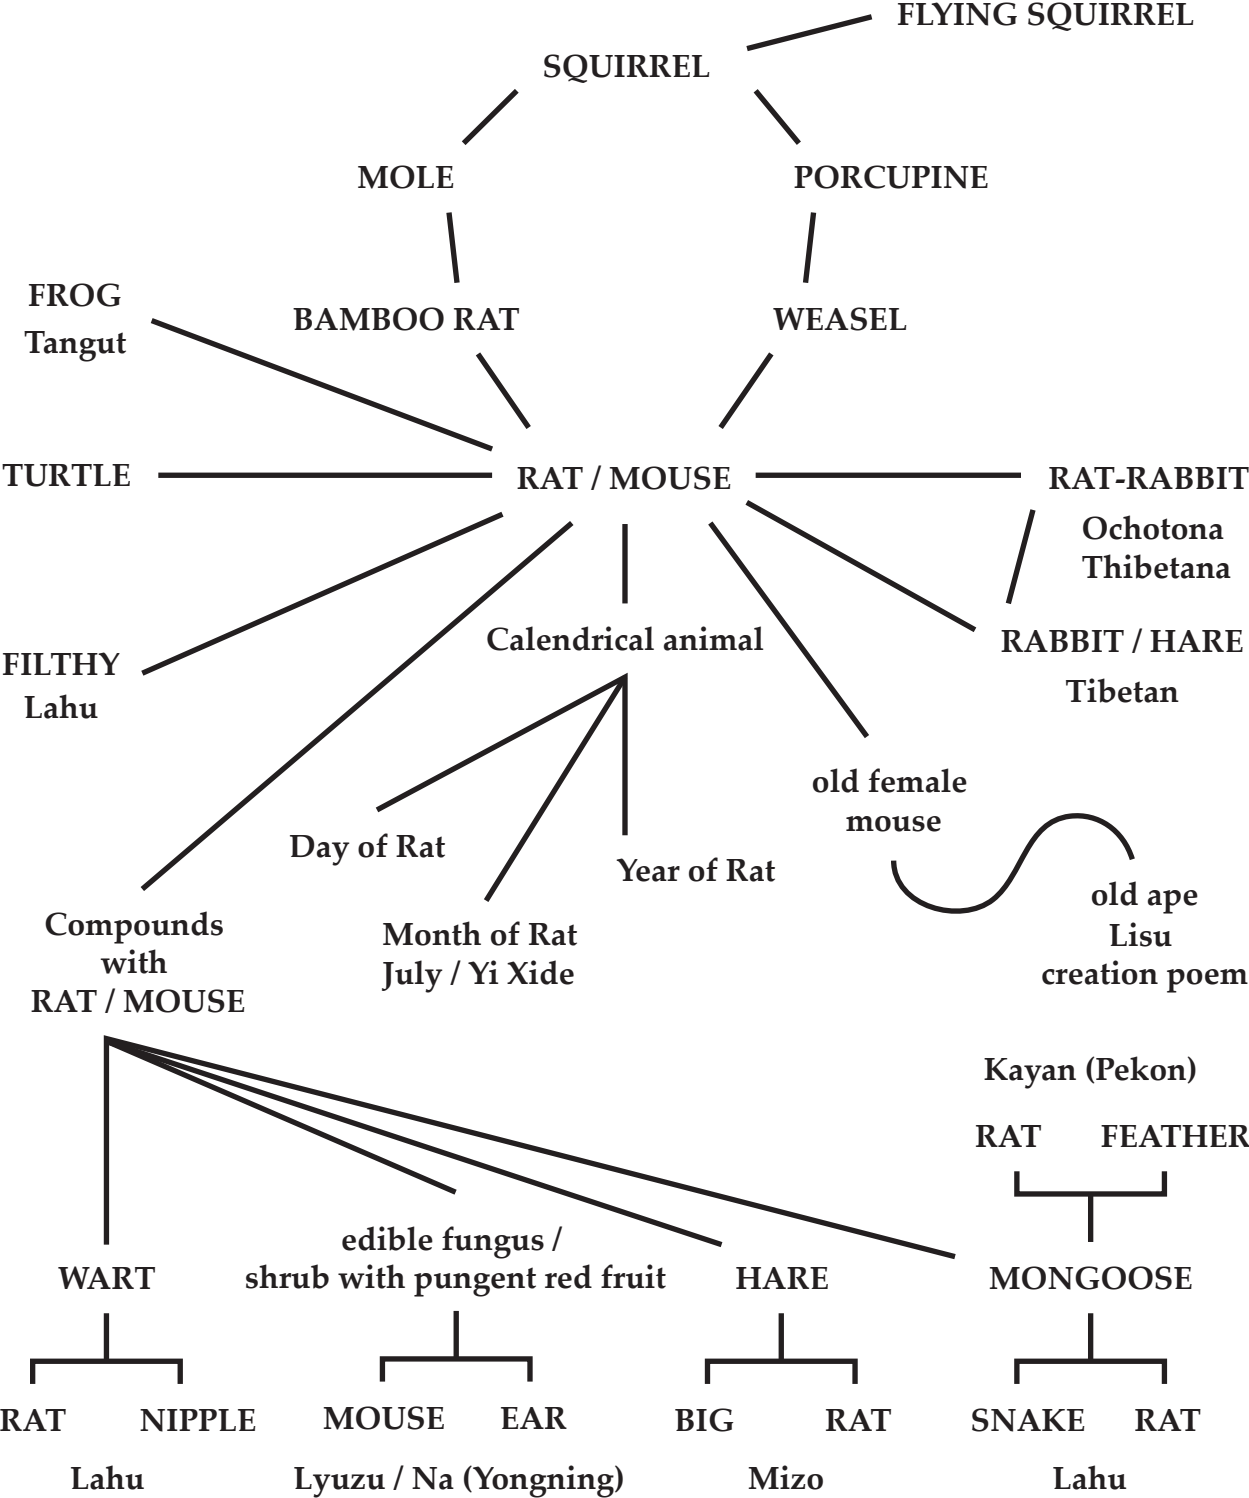 FLYING SQUIRREL
SQUIRREL
MOLE
PORCUPINE
FROG
Tangut
BAMBOO RAT
WEASEL
TURTLE
RAT / MOUSE
RAT-RABBIT
Ochotona
Thibetana
RABBIT / HARE
Tibetan
FILTHY
Lahu
Calendrical animal
old female
mouse
Day of Rat
Year of Rat
Month of Rat
July / Yi Xide
old ape
Lisu
creation poem
Compounds
with
RAT / MOUSE
Kayan (Pekon)
RAT FEATHER
WART
edible fungus /
shrub with pungent red fruit
HARE
MONGOOSE
RAT NIPPLE
MOUSE EAR
BIG RAT
SNAKE RAT
Lahu
Lyuzu / Na (Yongning)
Mizo
Lahu